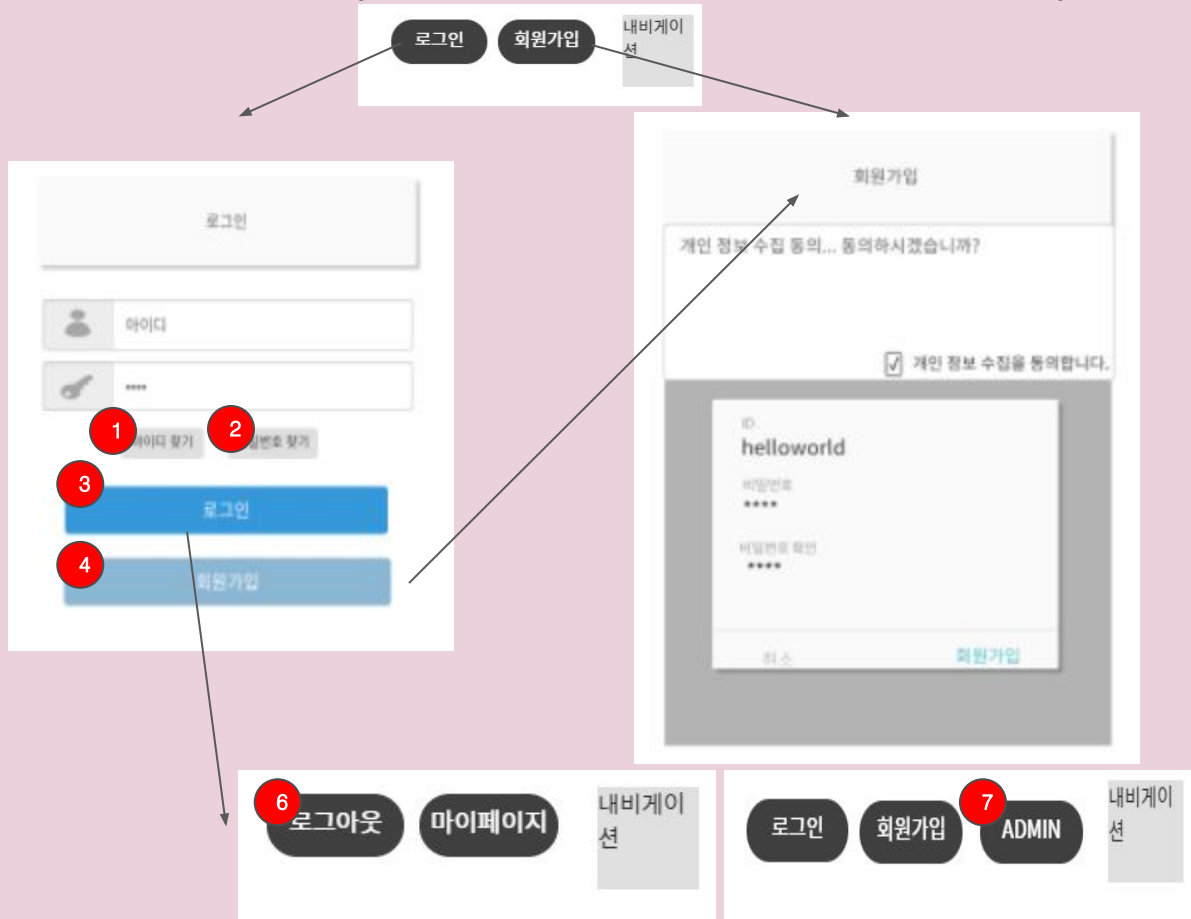 로그인
회원가입
내비게이
션
로그인
아이디
****
1
아이디 찾기
2
비밀번호 찾기
3
로그인
4
회원가입
회원가입
개인 정보 수집 동의... 동의하시겠습니까?
개인 정보 수집을 동의합니다.
ID
helloworld
비밀번호
****
비밀번호 확인
****
취소
회원가입
6
로그아웃
마이페이지
내비게이
션
로그인
회원가입
7
ADMIN
내비게이
션